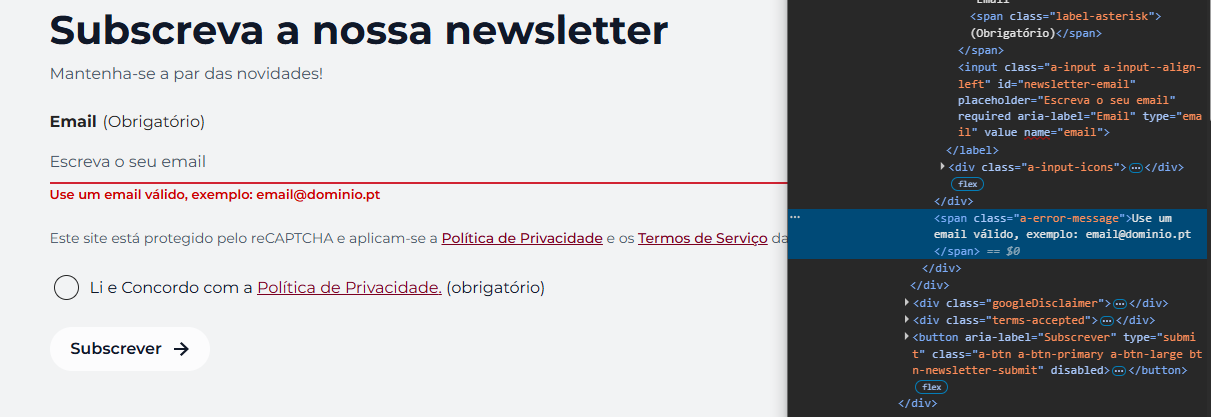 Subscreva a nossa newsletter
Mantenha-se a par das novidades!
Email (Obrigatório)
Escreva o seu email
Use um email válido, exemplo: email@dominio.pt
Este site está protegido pelo reCAPTCHA e aplicam-se a Política de Privacidade e os Termos de Serviço da
Li e Concordo com a Política de Privacidade. (obrigatório)
Subscrever →
Email
<span class="label-asterisk">
(Obrigatório)</span>
</span>
<input class="a-input a-input--align-
left" id="newsletter-email"
placeholder="Escreva o seu email"
required aria-label="Email" type="ema
il" value name="email">
</label>
<div class="a-input-icons">…</div>
flex
</div>
<span class="a-error-message">Use um
email válido, exemplo: email@dominio.pt
</span> == $0
</div>
</div>
<div class="googleDisclaimer">…</div>
<div class="terms-accepted">…</div>
<button aria-label="Subscrever" type="submi
t" class="a-btn a-btn-primary a-btn-large bt
n-newsletter-submit" disabled>…</button>
flex
</div>